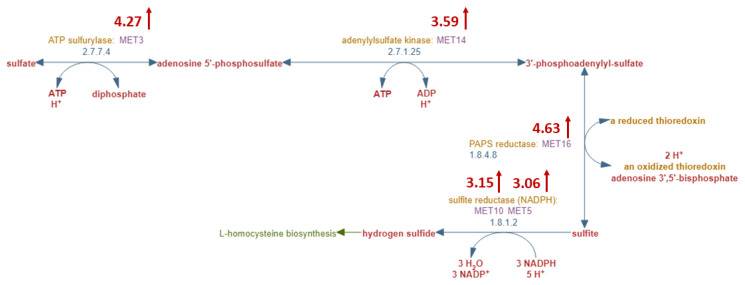 4.27
3.59
ATP sulfurylase: MET3
adenylylsulfate kinase: MET14
2.7.7.4
2.7.1.25
sulfate
adenosine 5'-phosphosulfate
3'-phosphoadenylyl-sulfate
ATP
H+
diphosphate
ATP
ADP
H+
4.63
a reduced thioredoxin
PAPS reductase: MET16
1.8.4.8
2 H+
an oxidized thioredoxin
adenosine 3',5'-bisphosphate
3.15 3.06
sulfite reductase (NADPH):
MET10 MET5
1.8.1.2
L-homocysteine biosynthesis
hydrogen sulfide
sulfite
3 H2O
3 NADP+
3 NADPH
5 H+